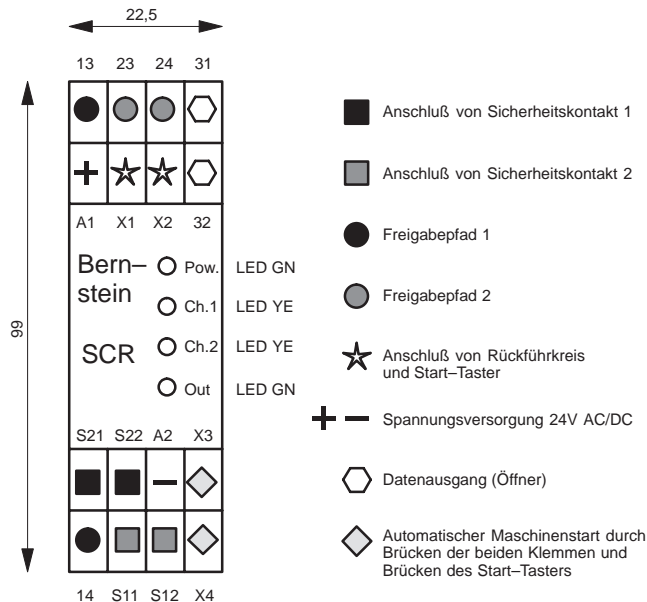 22,5
13 23 24 31
A1 X1 X2 32
99
Bern–
stein
SCR
Pow. LED GN
Ch.1 LED YE
Ch.2 LED YE
Out LED GN
S21 S22 A2 X3
14 S11 S12 X4
Anschluß von Sicherheitskontakt 1
Anschluß von Sicherheitskontakt 2
Freigabepfad 1
Freigabepfad 2
Anschluß von Rückführkreis
und Start–Taster
Spannungsversorgung 24V AC/DC
Datenausgang (Öffner)
Automatischer Maschinenstart durch
Brücken der beiden Klemmen und
Brücken des Start–Tasters